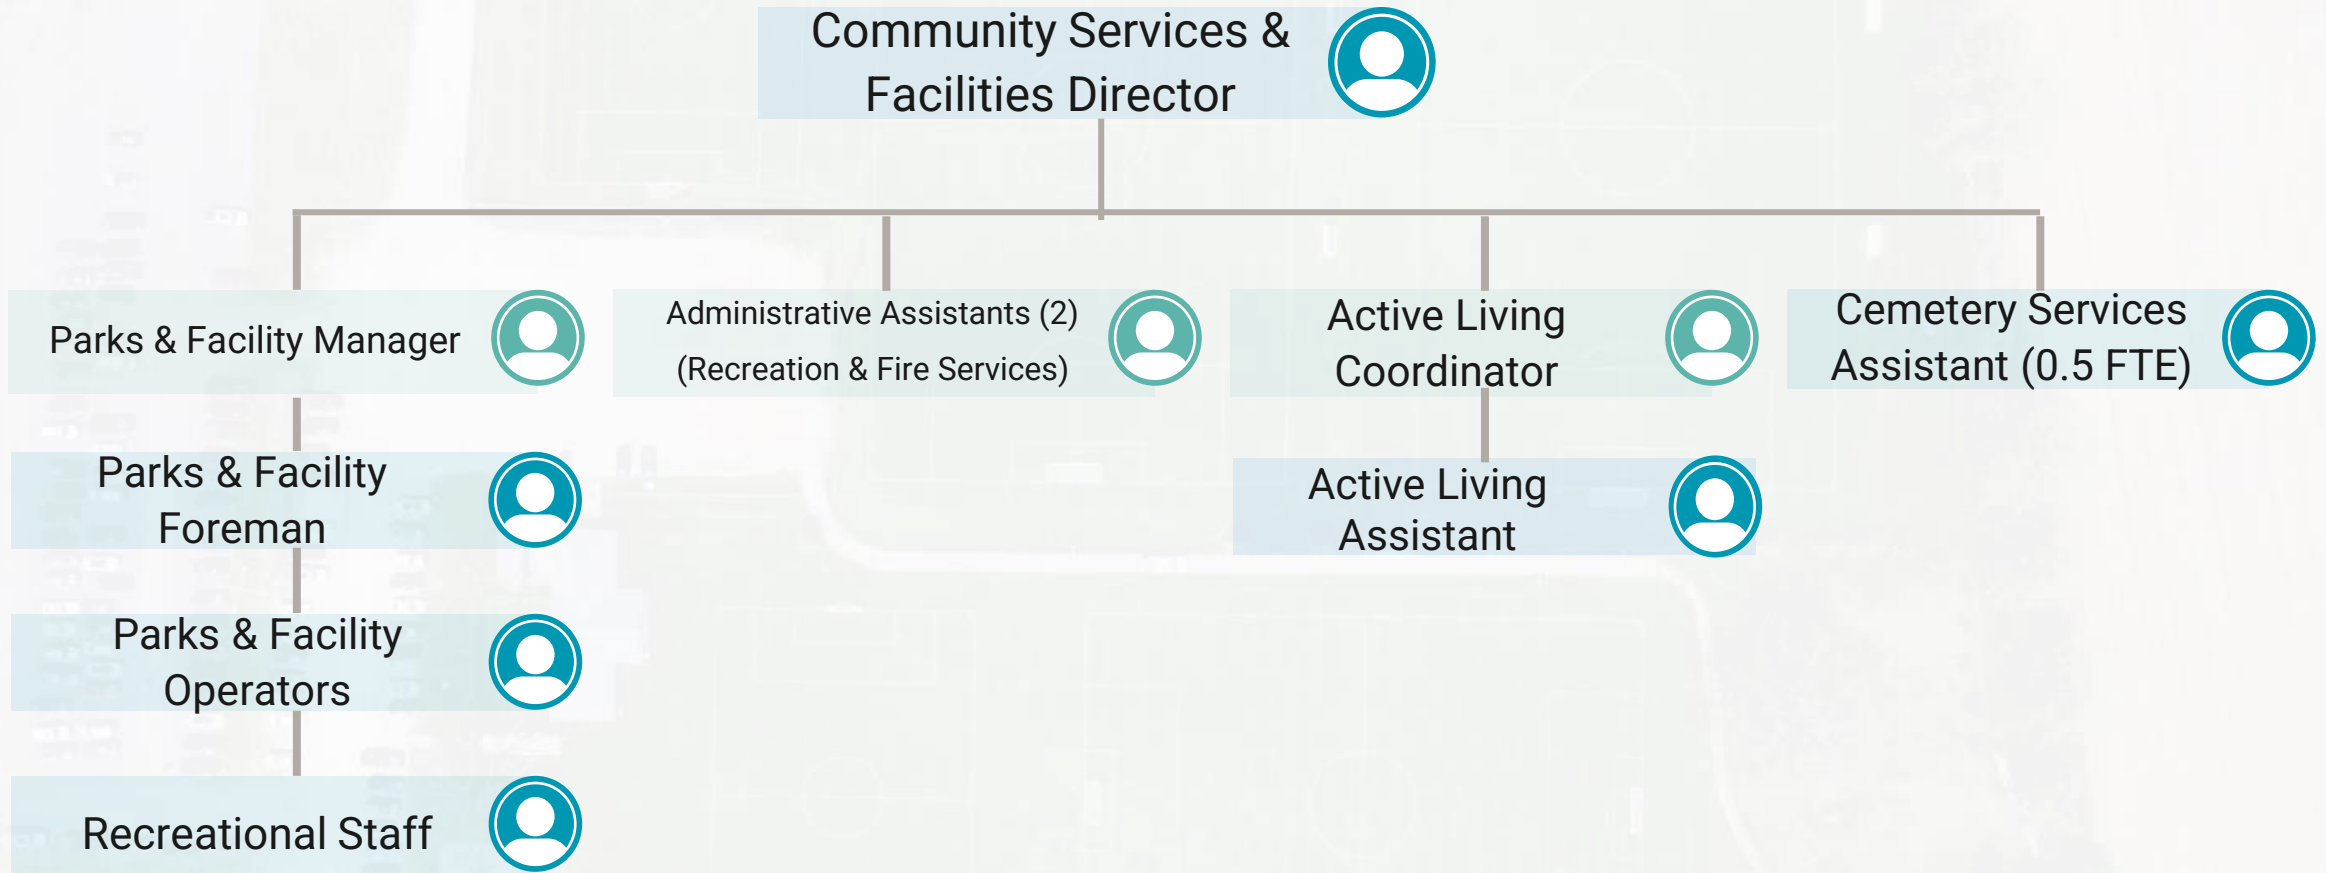 Community Services &
Facilities Director
Parks & Facility Manager
Administrative Assistants (2)
(Recreation & Fire Services)
Active Living
Coordinator
Cemetery Services
Assistant (0.5 FTE)
Parks & Facility
Foreman
Active Living
Assistant
Parks & Facility
Operators
Recreational Staff